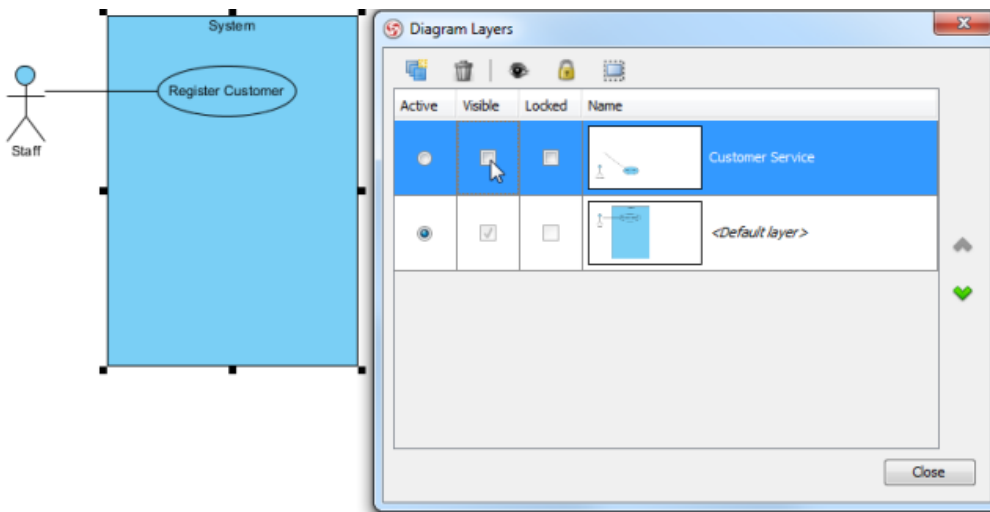 System
Register Customer
Staff
Diagram Layers
Active Visible Locked Name
Customer Service
<Default layer>
Close